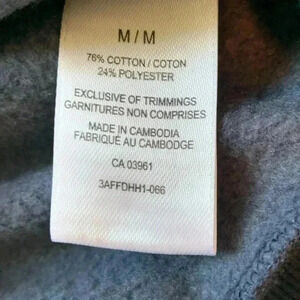 M / M
76% COTTON / COTON
24% POLYESTER
EXCLUSIVE OF TRIMMINGS
GARNITURES NON COMPRISES
MADE IN CAMBODIA
FABRIQUÉ AU CAMBODGE
CA 03961
3AFFDHH1-066